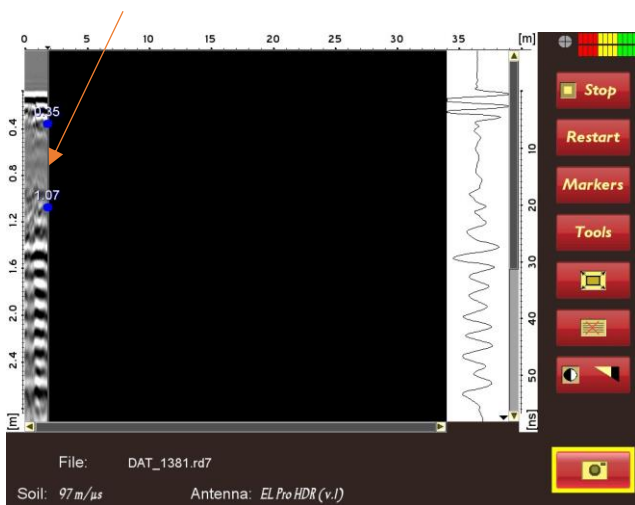 0 5 10 15 20 25 30 35 [m]
Stop
0.35
0.4
Restart
10
0.8
Markers
1.07
20
1.2
Tools
1.6
30
2.0
40
2.4
50
[m] [ns]
File: DAT_1381.rd7
Soil: 97 m/µs Antenna: EL Pro HDR (v.1)